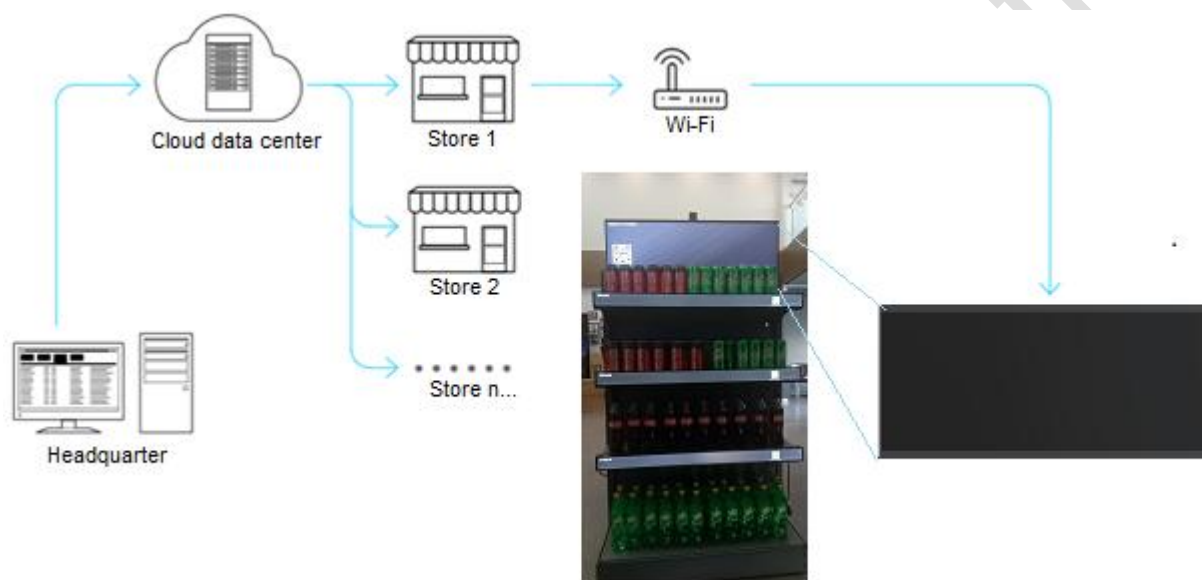 Cloud data center
Store 1
Wi-Fi
Store 2
Store n...
Headquarter